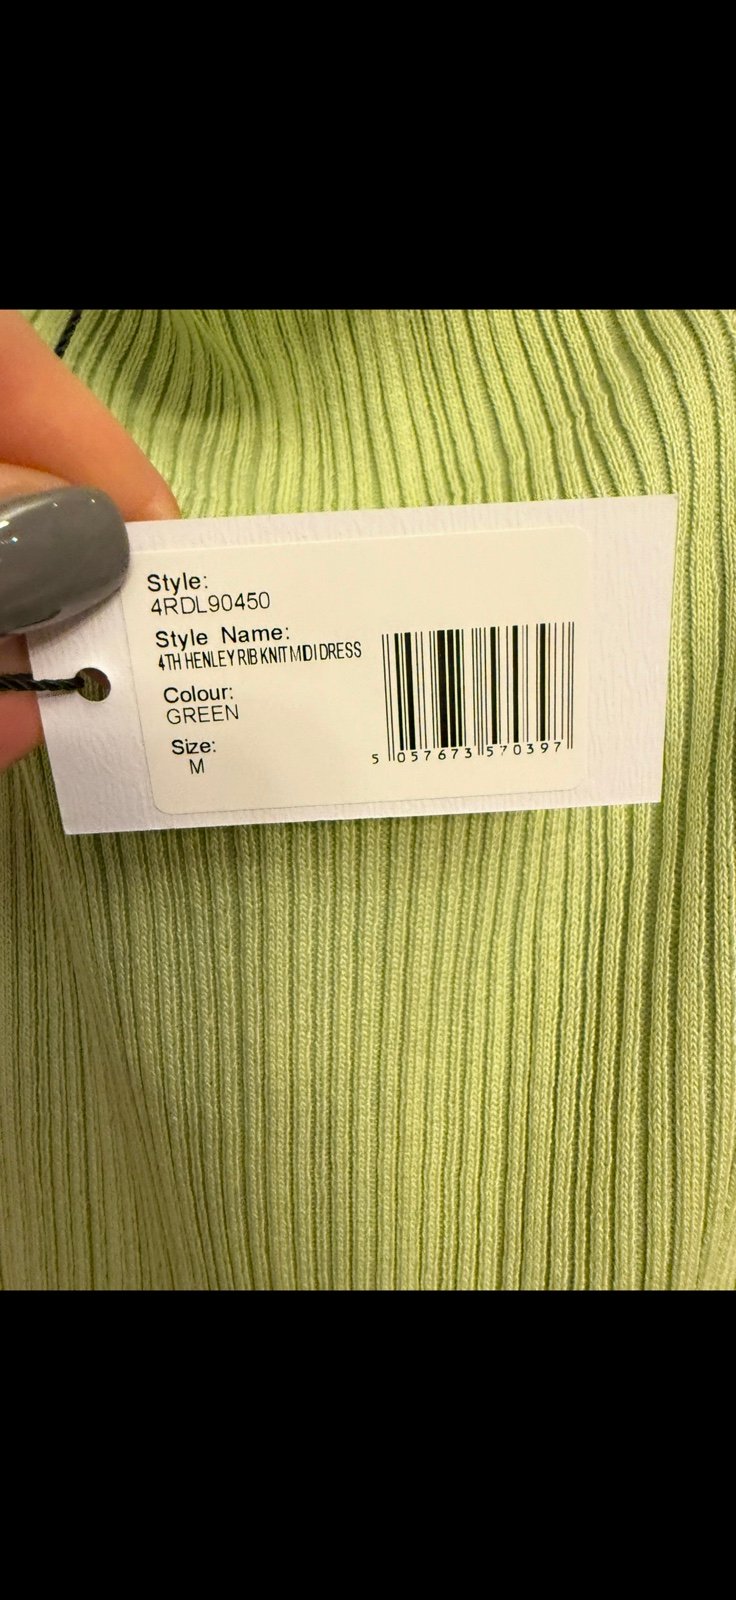 Style:
4RDL90450
Style Name:
4TH HENLEY RIB KNIT MIDI DRESS
Colour:
GREEN
Size:
M
5 057673 570397